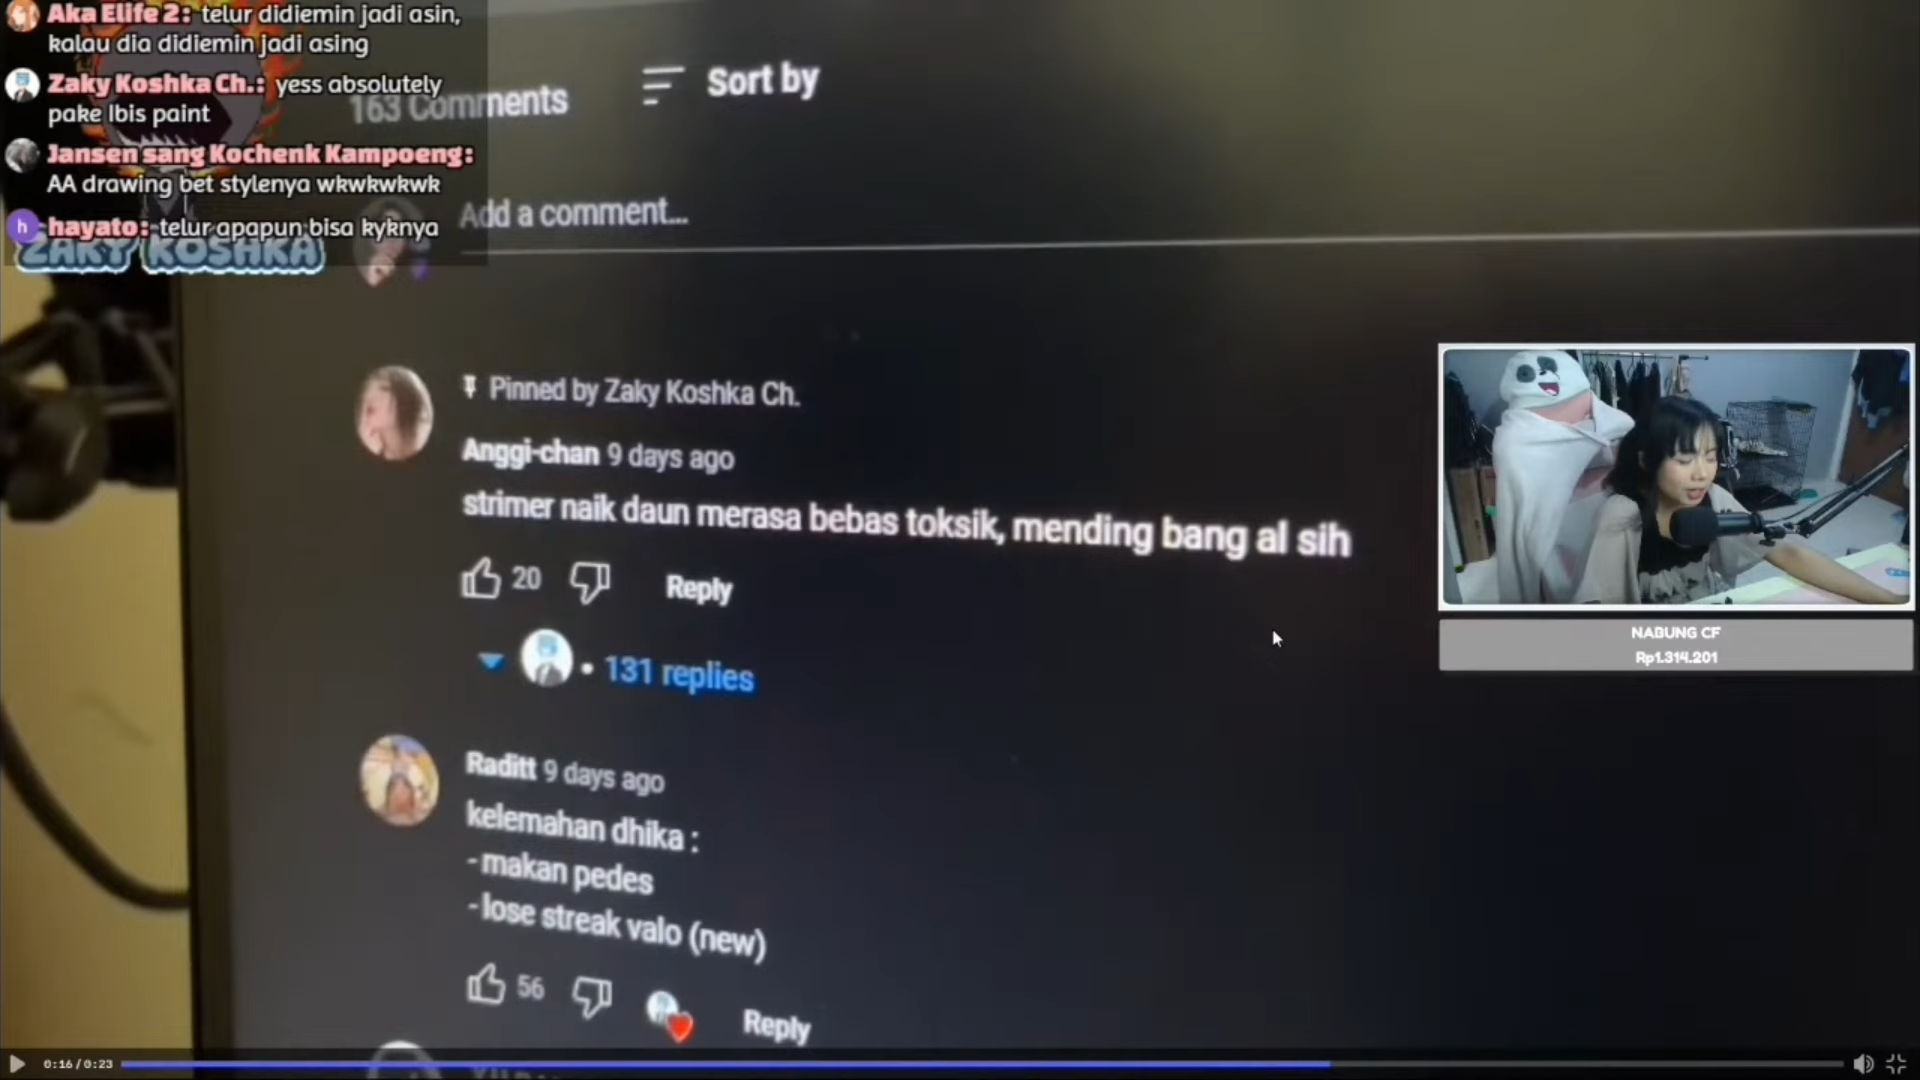 Aka Elife 2: telur didiemin jadi asin,
kalau dia didiemin jadi asing
Zaky Koshka Ch.: yess absolutely
pake Ibis paint
Jansen sang Kochenk Kampoeng:
AA drawing bet stylenya wkwkwkwk
h
hayato: telur apapun bisa kyknya
ZAKY KOSHKA
163 Comments
Sort by
Add a comment...
Pinned by Zaky Koshka Ch.
Anggi-chan 9 days ago
strimer naik daun merasa bebas toksik, mending bang al sih
20
Reply
• 131 replies
Raditt 9 days ago
kelemahan dhika :
- makan pedes
- lose streak valo (new)
56
Reply
NABUNG CF
Rp1.314.201
0:16 / 0:23